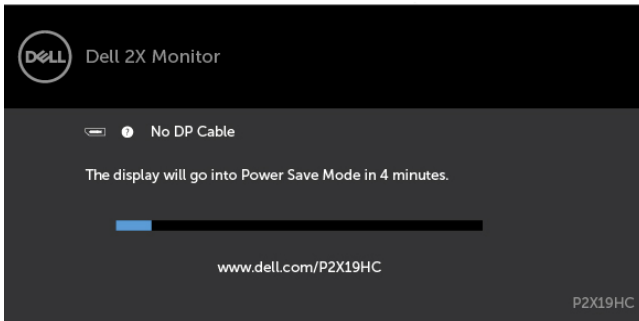 DELL
Dell 2X Monitor
? No DP Cable
The display will go into Power Save Mode in 4 minutes.
www.dell.com/P2X19HC
P2X19HC